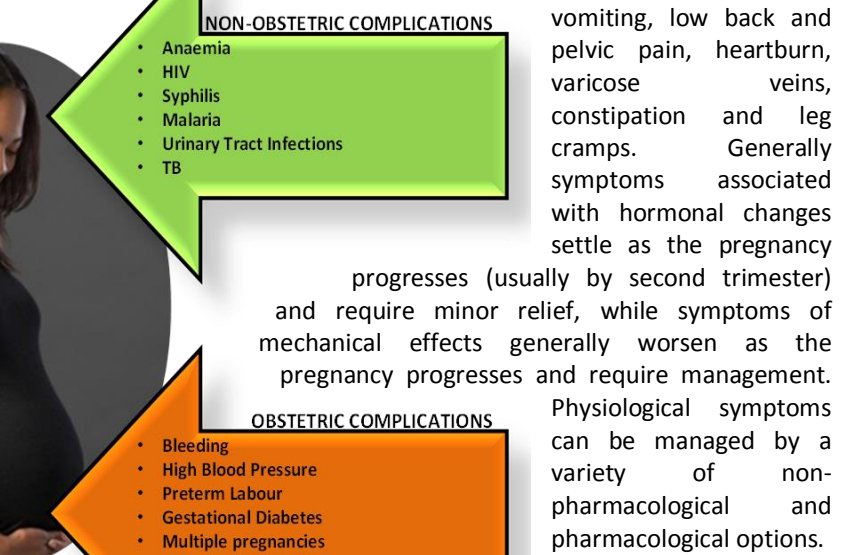 NON-OBSTETRIC COMPLICATIONS
• Anaemia
• HIV
• Syphilis
• Malaria
• Urinary Tract Infections
• TB
vomiting, low back and
pelvic pain, heartburn,
varicose veins,
constipation and leg
cramps. Generally
symptoms associated
with hormonal changes
settle as the pregnancy
progresses (usually by second trimester)
and require minor relief, while symptoms of
mechanical effects generally worsen as the
pregnancy progresses and require management.
Physiological symptoms
can be managed by a
variety of non-
pharmacological and
pharmacological options.
OBSTETRIC COMPLICATIONS
• Bleeding
• High Blood Pressure
• Preterm Labour
• Gestational Diabetes
• Multiple pregnancies